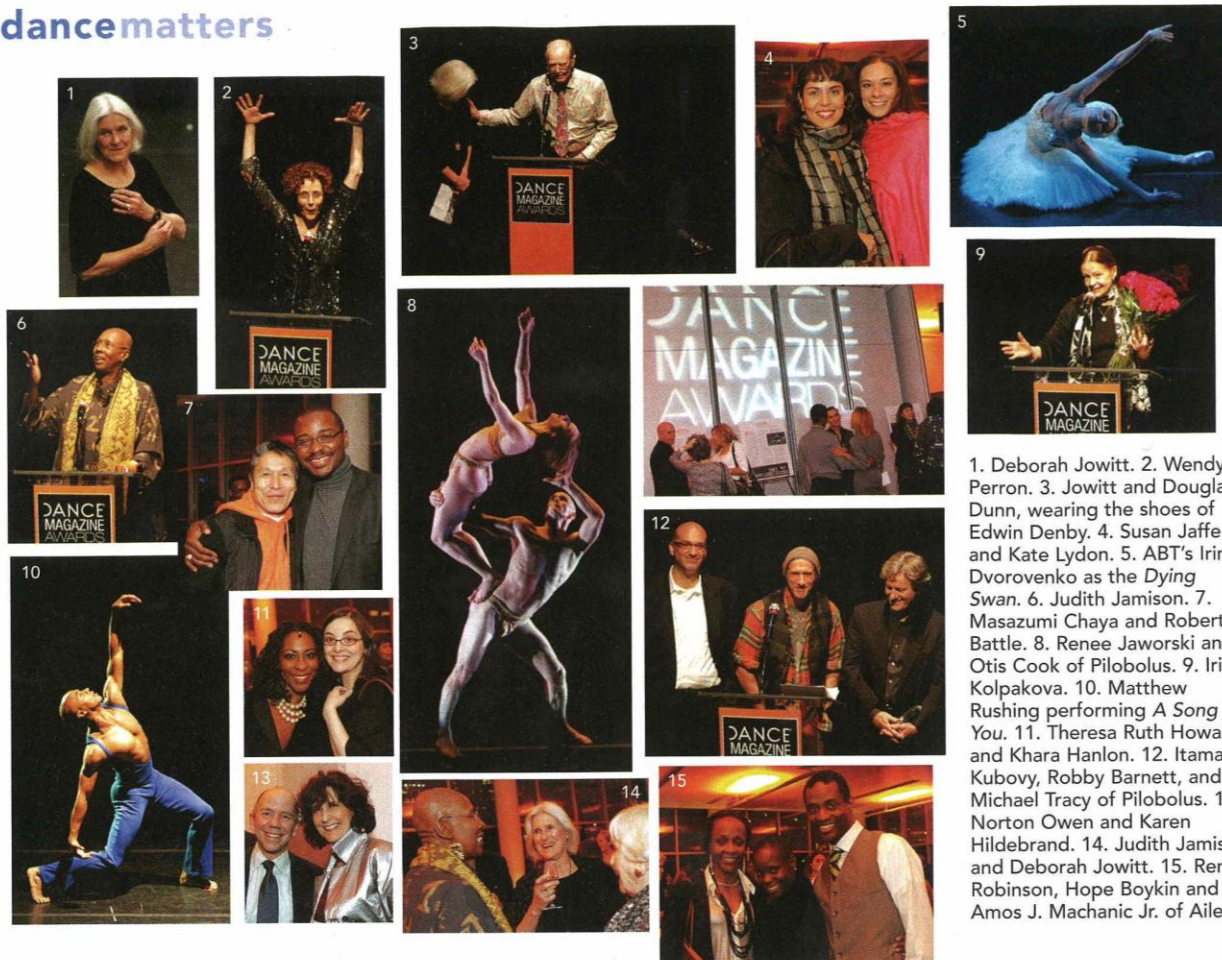 dancematters
1
2
DANCE
MAGAZINE
AWARDS
3
DANCE
MAGAZINE
AWARDS
4
5
6
DANCE
MAGAZINE
AWARDS
7
8
DANCE
MAGAZINE
AWARDS
9
DANCE
MAGAZINE
10
11
12
DANCE
MAGAZINE
13
14
15
1. Deborah Jowitt. 2. Wendy
Perron. 3. Jowitt and Dougla
Dunn, wearing the shoes of
Edwin Denby. 4. Susan Jaffe
and Kate Lydon. 5. ABT's Irin
Dvorovenko as the Dying
Swan. 6. Judith Jamison. 7.
Masazumi Chaya and Robert
Battle. 8. Renee Jaworski an
Otis Cook of Pilobolus. 9. Iri
Kolpakova. 10. Matthew
Rushing performing A Song
You. 11. Theresa Ruth Howa
and Khara Hanlon. 12. Itama
Kubovy, Robby Barnett, and
Michael Tracy of Pilobolus. 1
Norton Owen and Karen
Hildebrand. 14. Judith Jamis
and Deborah Jowitt. 15. Ren
Robinson, Hope Boykin and
Amos J. Machanic Jr. of Aile